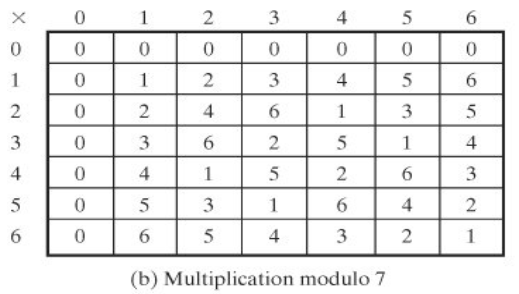 × 0 1 2 3 4 5 6
0 0 0 0 0 0 0 0
1 0 1 2 3 4 5 6
2 0 2 4 6 1 3 5
3 0 3 6 2 5 1 4
4 0 4 1 5 2 6 3
5 0 5 3 1 6 4 2
6 0 6 5 4 3 2 1
(b) Multiplication modulo 7